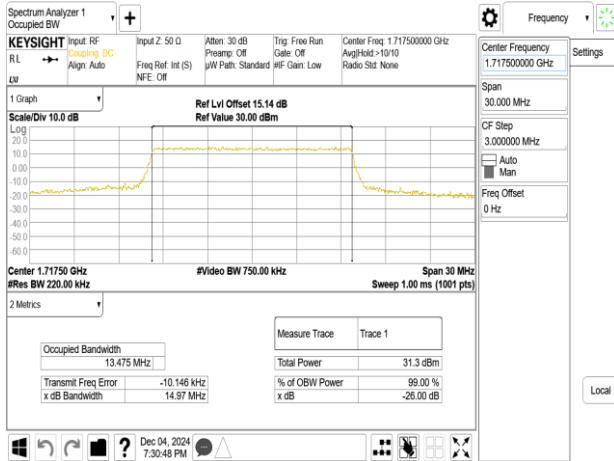 Spectrum Analyzer 1
Occupied BW
+
Frequency
KEYSIGHT
RL
LXI
Input: RF
Coupling: DC
Align: Auto
Input Z: 50 Ω
Freq Ref: Int (S)
NFE: Off
Atten: 30 dB
Preamp: Off
µW Path: Standard
Trig: Free Run
Gate: Off
#IF Gain: Low
Center Freq: 1.717500000 GHz
Avg|Hold:>10/10
Radio Std: None
Center Frequency
1.717500000 GHz
Settings
Span
30.000 MHz
CF Step
3.000000 MHz
Auto
Man
Freq Offset
0 Hz
Local
1 Graph
Scale/Div 10.0 dB
Ref Lvl Offset 15.14 dB
Ref Value 30.00 dBm
Log
20.0
10.0
0.00
-10.0
-20.0
-30.0
-40.0
-50.0
-60.0
Center 1.71750 GHz
#Video BW 750.00 kHz
Span 30 MHz
#Res BW 220.00 kHz
Sweep 1.00 ms (1001 pts)
2 Metrics
Measure Trace Trace 1
Occupied Bandwidth
13.475 MHz
Total Power 31.3 dBm
Transmit Freq Error -10.146 kHz
% of OBW Power 99.00 %
x dB Bandwidth 14.97 MHz
x dB -26.00 dB
?
Dec 04, 2024
7:30:48 PM